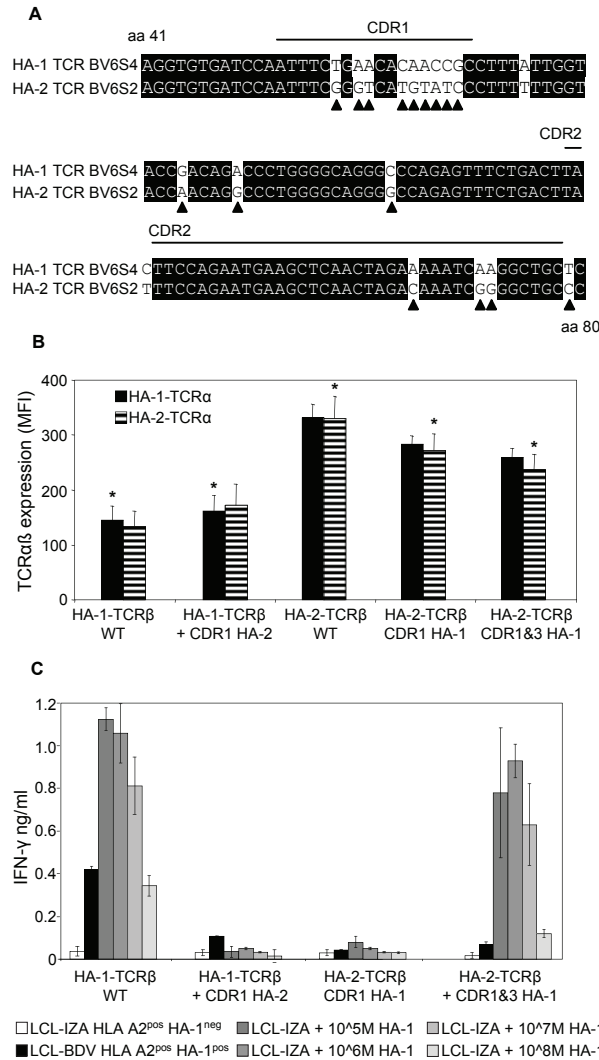 A
aa 41
CDR1
HA-1 TCR BV6S4 AGGTGTGATCCAATTTCTGAACACAACCGCCTTTATTGGT
HA-2 TCR BV6S2 AGGTGTGATCCAATTTCGGGTCATGTATCCCTTTTTTGGT
CDR2
HA-1 TCR BV6S4 ACCGACAGACCCTGGGGCAGGGCCCAGAGTTTCTGACTTA
HA-2 TCR BV6S2 ACCAACAGGCCCTGGGGCAGGGGCCAGAGTTTCTGACTTA
CDR2
HA-1 TCR BV6S4 CTTCCAGAATGAAGCTCAACTAGAAAAATCAAGGCTGCTC
HA-2 TCR BV6S2 TTTCCAGAATGAAGCTCAACTAGACAAATCGGGGCTGCCC
aa 80
B
TCRαß expression (MFI)
400
300
200
100
0
HA-1-TCRα
HA-2-TCRα
* * * * *
HA-1-TCRβ WT
HA-1-TCRβ + CDR1 HA-2
HA-2-TCRβ WT
HA-2-TCRβ CDR1 HA-1
HA-2-TCRβ CDR1&3 HA-1
C
IFN-γ ng/ml
1.2
1.0
0.8
0.6
0.4
0.2
0
HA-1-TCRβ WT
HA-1-TCRβ + CDR1 HA-2
HA-2-TCRβ CDR1 HA-1
HA-2-TCRβ + CDR1&3 HA-1
LCL-IZA HLA A2pos HA-1neg
LCL-IZA + 10^5M HA-1
LCL-IZA + 10^7M HA-1
LCL-BDV HLA A2pos HA-1pos
LCL-IZA + 10^6M HA-1
LCL-IZA + 10^8M HA-1